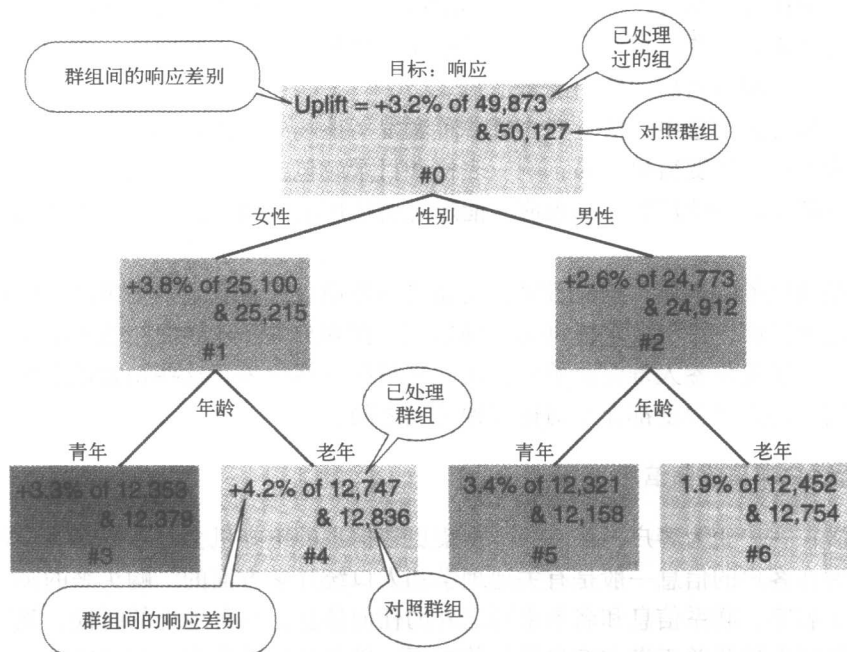 目标：响应
群组间的响应差别
已处理
过的组
Uplift = +3.2% of 49,873
& 50,127
对照群组
#0
女性
性别
男性
+3.8% of 25,100
& 25,215
#1
+2.6% of 24,773
& 24,912
#2
年龄
已处理
群组
年龄
青年
老年
青年
老年
+3.3% of 12,353
& 12,379
#3
+4.2% of 12,747
& 12,836
#4
3.4% of 12,321
& 12,158
#5
1.9% of 12,452
& 12,754
#6
群组间的响应差别
对照群组